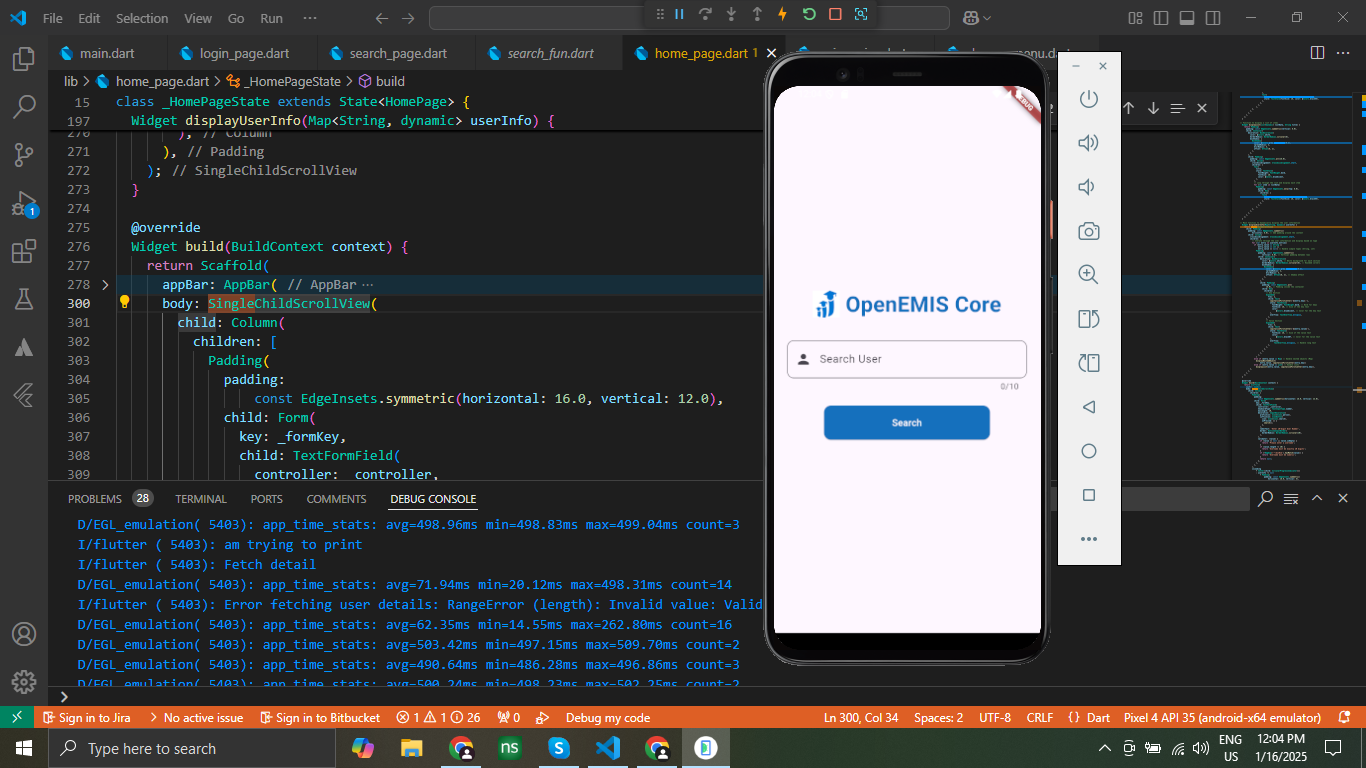 File Edit Selection View Go Run ···
main.dart login_page.dart search_page.dart search_fun.dart home_page.dart 1
lib > home_page.dart > _HomePageState > build
15 class _HomePageState extends State<HomePage> {
197 Widget displayUserInfo(Map<String, dynamic> userInfo) {
270 ), // Column
271 ), // Padding
272 ); // SingleChildScrollView
273 }
274
275 @override
276 Widget build(BuildContext context) {
277 return Scaffold(
278 appBar: AppBar( // AppBar ···
300 body: SingleChildScrollView(
301 child: Column(
302 children: [
303 Padding(
304 padding:
305 const EdgeInsets.symmetric(horizontal: 16.0, vertical: 12.0),
306 child: Form(
307 key: _formKey,
308 child: TextFormField(
309 controller: _controller,
DEBUG
OpenEMIS Core
Search User
0/10
Search
PROBLEMS 28 TERMINAL PORTS COMMENTS DEBUG CONSOLE
D/EGL_emulation( 5403): app_time_stats: avg=498.96ms min=498.83ms max=499.04ms count=3
I/flutter ( 5403): am trying to print
I/flutter ( 5403): Fetch detail
D/EGL_emulation( 5403): app_time_stats: avg=71.94ms min=20.12ms max=498.31ms count=14
I/flutter ( 5403): Error fetching user details: RangeError (length): Invalid value: Valid
D/EGL_emulation( 5403): app_time_stats: avg=62.35ms min=14.55ms max=262.80ms count=16
D/EGL_emulation( 5403): app_time_stats: avg=503.42ms min=497.15ms max=509.70ms count=2
D/EGL_emulation( 5403): app_time_stats: avg=490.64ms min=486.28ms max=496.86ms count=3
D/EGL_emulation( 5403): app_time_stats: avg=500.24ms min=498.23ms max=502.25ms count=2
Sign in to Jira No active issue Sign in to Bitbucket 1 1 26 0 Debug my code Ln 300, Col 34 Spaces: 2 UTF-8 CRLF {} Dart Pixel 4 API 35 (android-x64 emulator)
Type here to search ns ENG 12:04 PM
US 1/16/2025